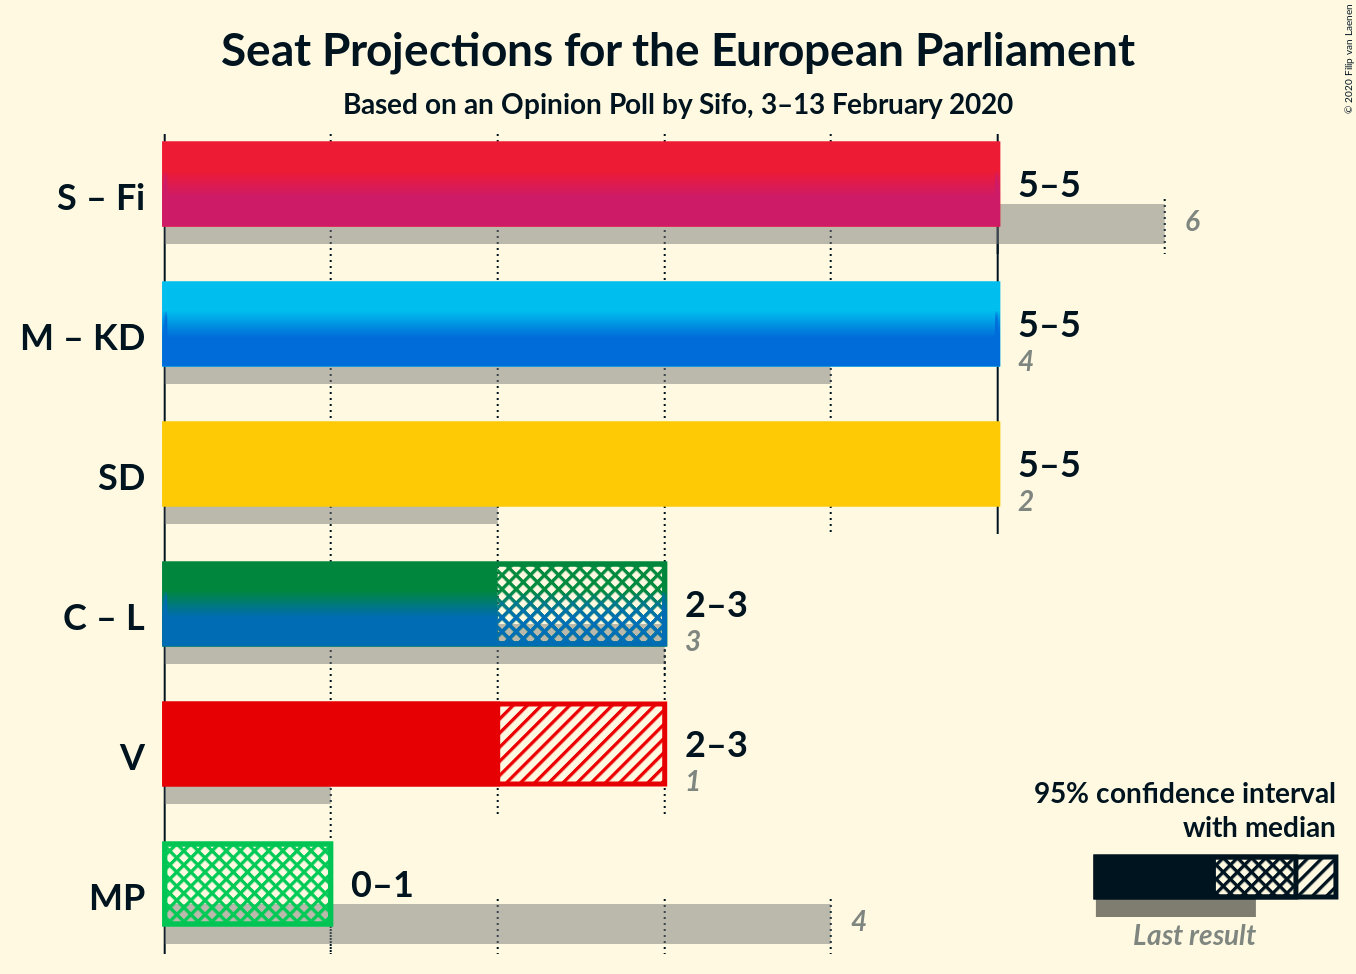 Seat Projections for the European Parliament
Based on an Opinion Poll by Sifo, 3–13 February 2020
© 2020 Filip van Laenen
S – Fi
5–5
6
M – KD
5–5
4
SD
5–5
2
C – L
2–3
3
V
2–3
1
MP
0–1
4
95% confidence interval
with median
Last result